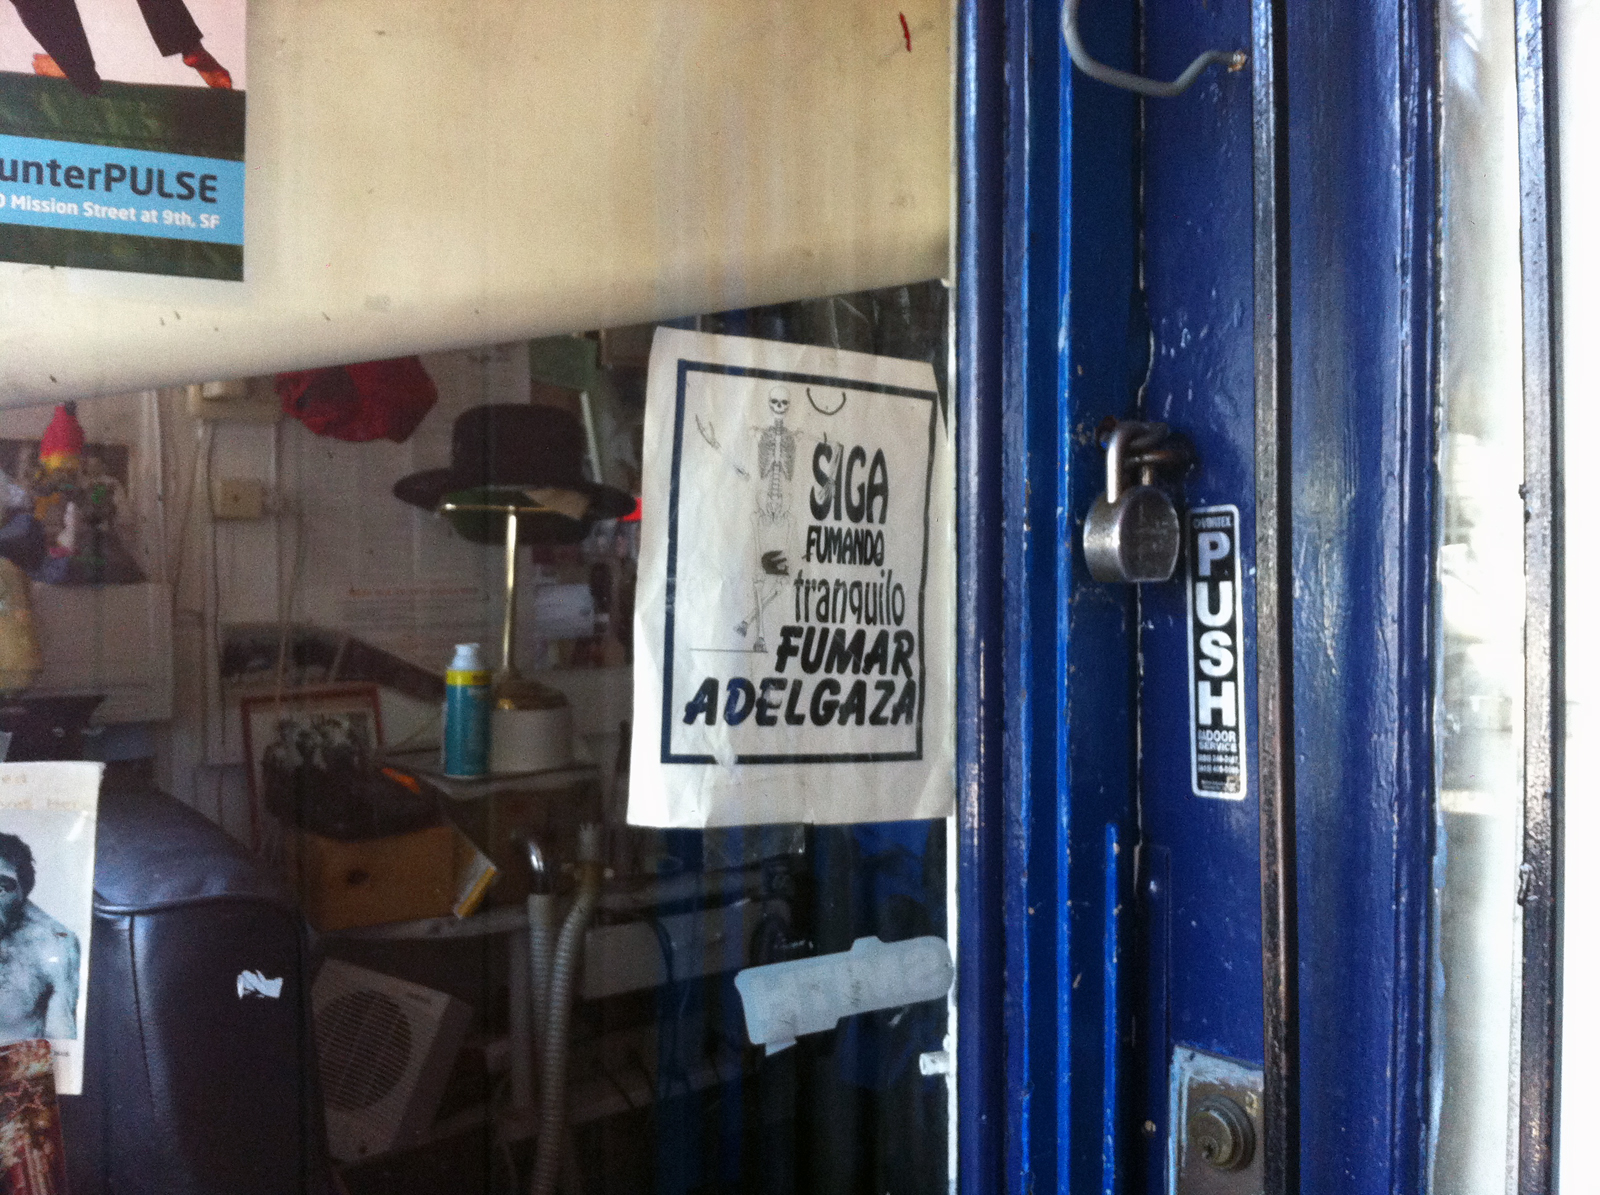 unterPULSE
Mission Street at 9th, SF
SIGA
FUMANDO
tranquilo
FUMAR
ADELGAZA
PUSH
DOOR
SERVICE